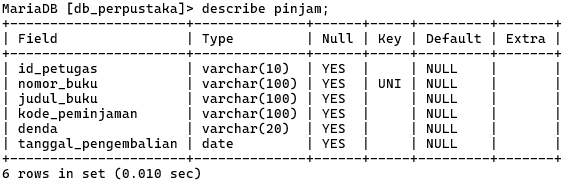 MariaDB [db_perpustaka]> describe pinjam;
+----------------------+--------------+------+-----+---------+-------+
| Field                | Type         | Null | Key | Default | Extra |
+----------------------+--------------+------+-----+---------+-------+
| id_petugas           | varchar(10)  | YES  |     | NULL    |       |
| nomor_buku           | varchar(100) | YES  | UNI | NULL    |       |
| judul_buku           | varchar(100) | YES  |     | NULL    |       |
| kode_peminjaman      | varchar(100) | YES  |     | NULL    |       |
| denda                | varchar(20)  | YES  |     | NULL    |       |
| tanggal_pengembalian | date         | YES  |     | NULL    |       |
+----------------------+--------------+------+-----+---------+-------+
6 rows in set (0.010 sec)